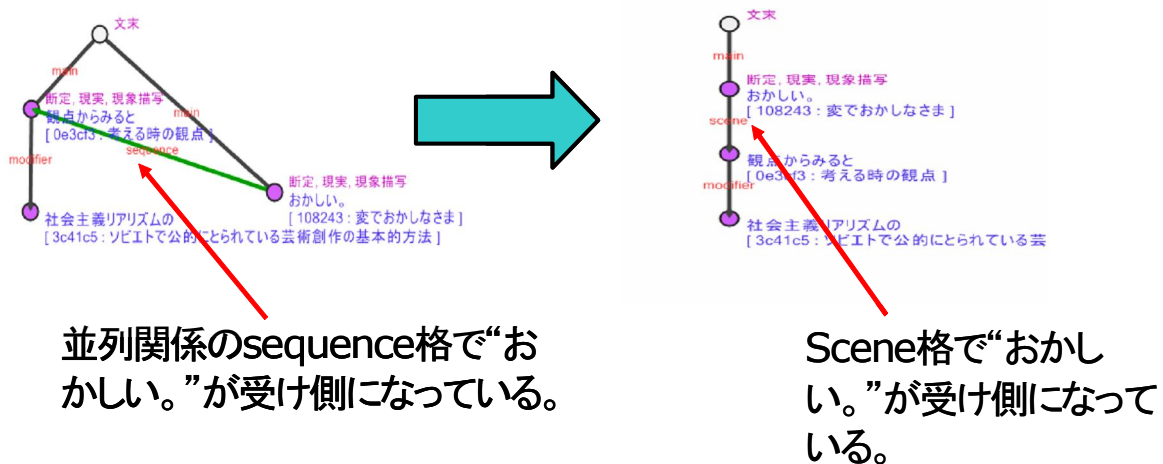 文末
main
断定, 現実, 現象描写
観点からみると
[ 0e3cf3 : 考える時の観点 ]
main
sequence
modifier
断定, 現実, 現象描写
おかしい。
[ 108243 : 変でおかしなさま ]
社会主義リアリズムの
[ 3c41c5 : ソビエトで公的にとられている芸術創作の基本的方法 ]
文末
main
断定, 現実, 現象描写
おかしい。
[ 108243 : 変でおかしなさま ]
scene
観点からみると
[ 0e3cf3 : 考える時の観点 ]
modifier
社会主義リアリズムの
[ 3c41c5 : ソビエトで公的にとられている芸
並列関係のsequence格で“お
かしい。”が受け側になっている。
Scene格で“おかし
い。”が受け側になって
いる。